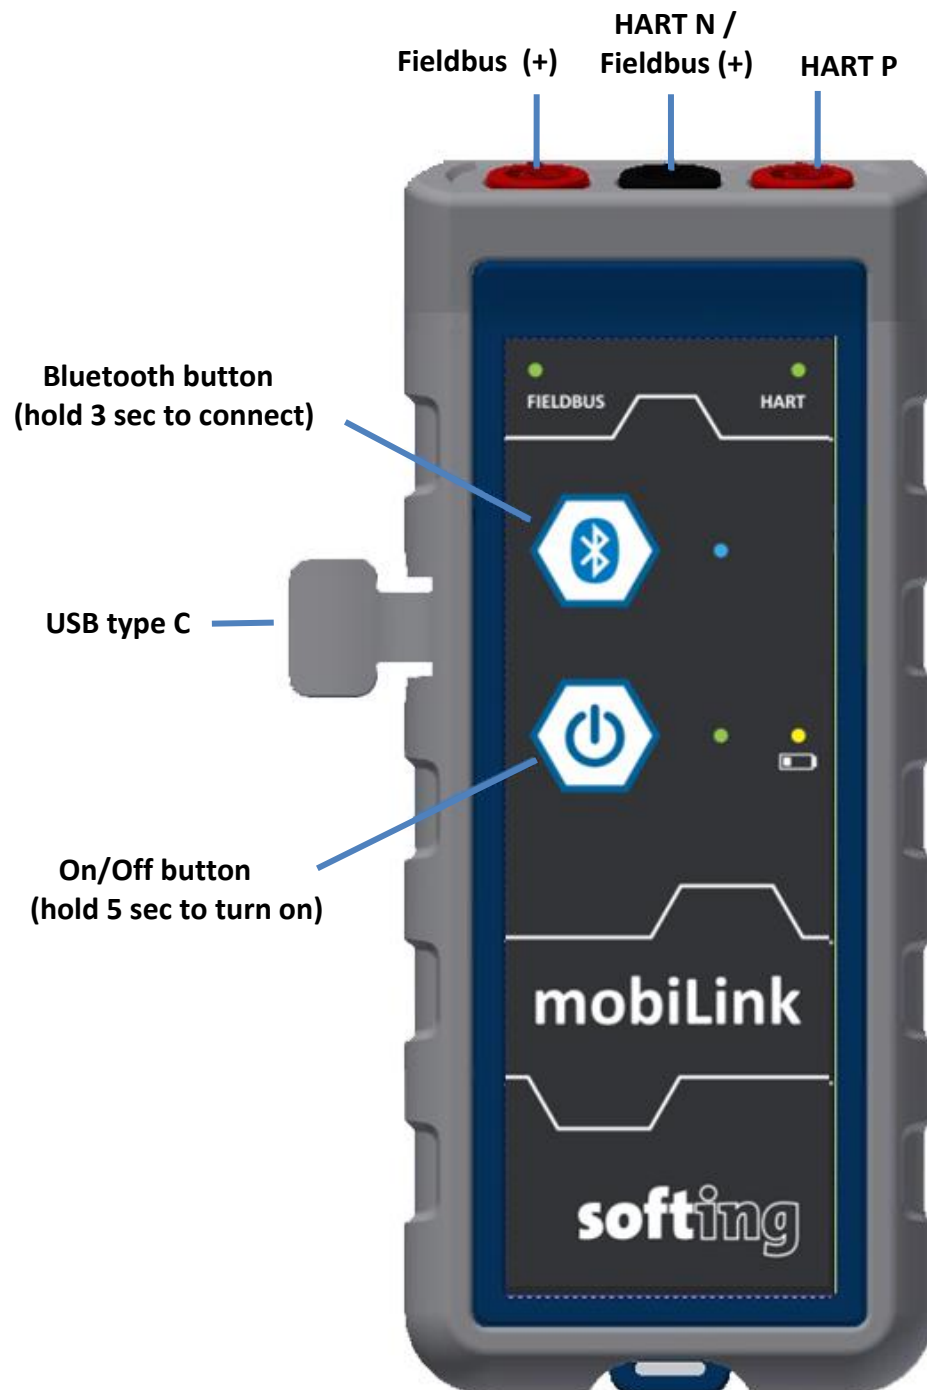 HART N /
Fieldbus (+)
Fieldbus (+)
HART P
FIELDBUS
HART
Bluetooth button
(hold 3 sec to connect)
USB type C
On/Off button
(hold 5 sec to turn on)
mobiLink
softing